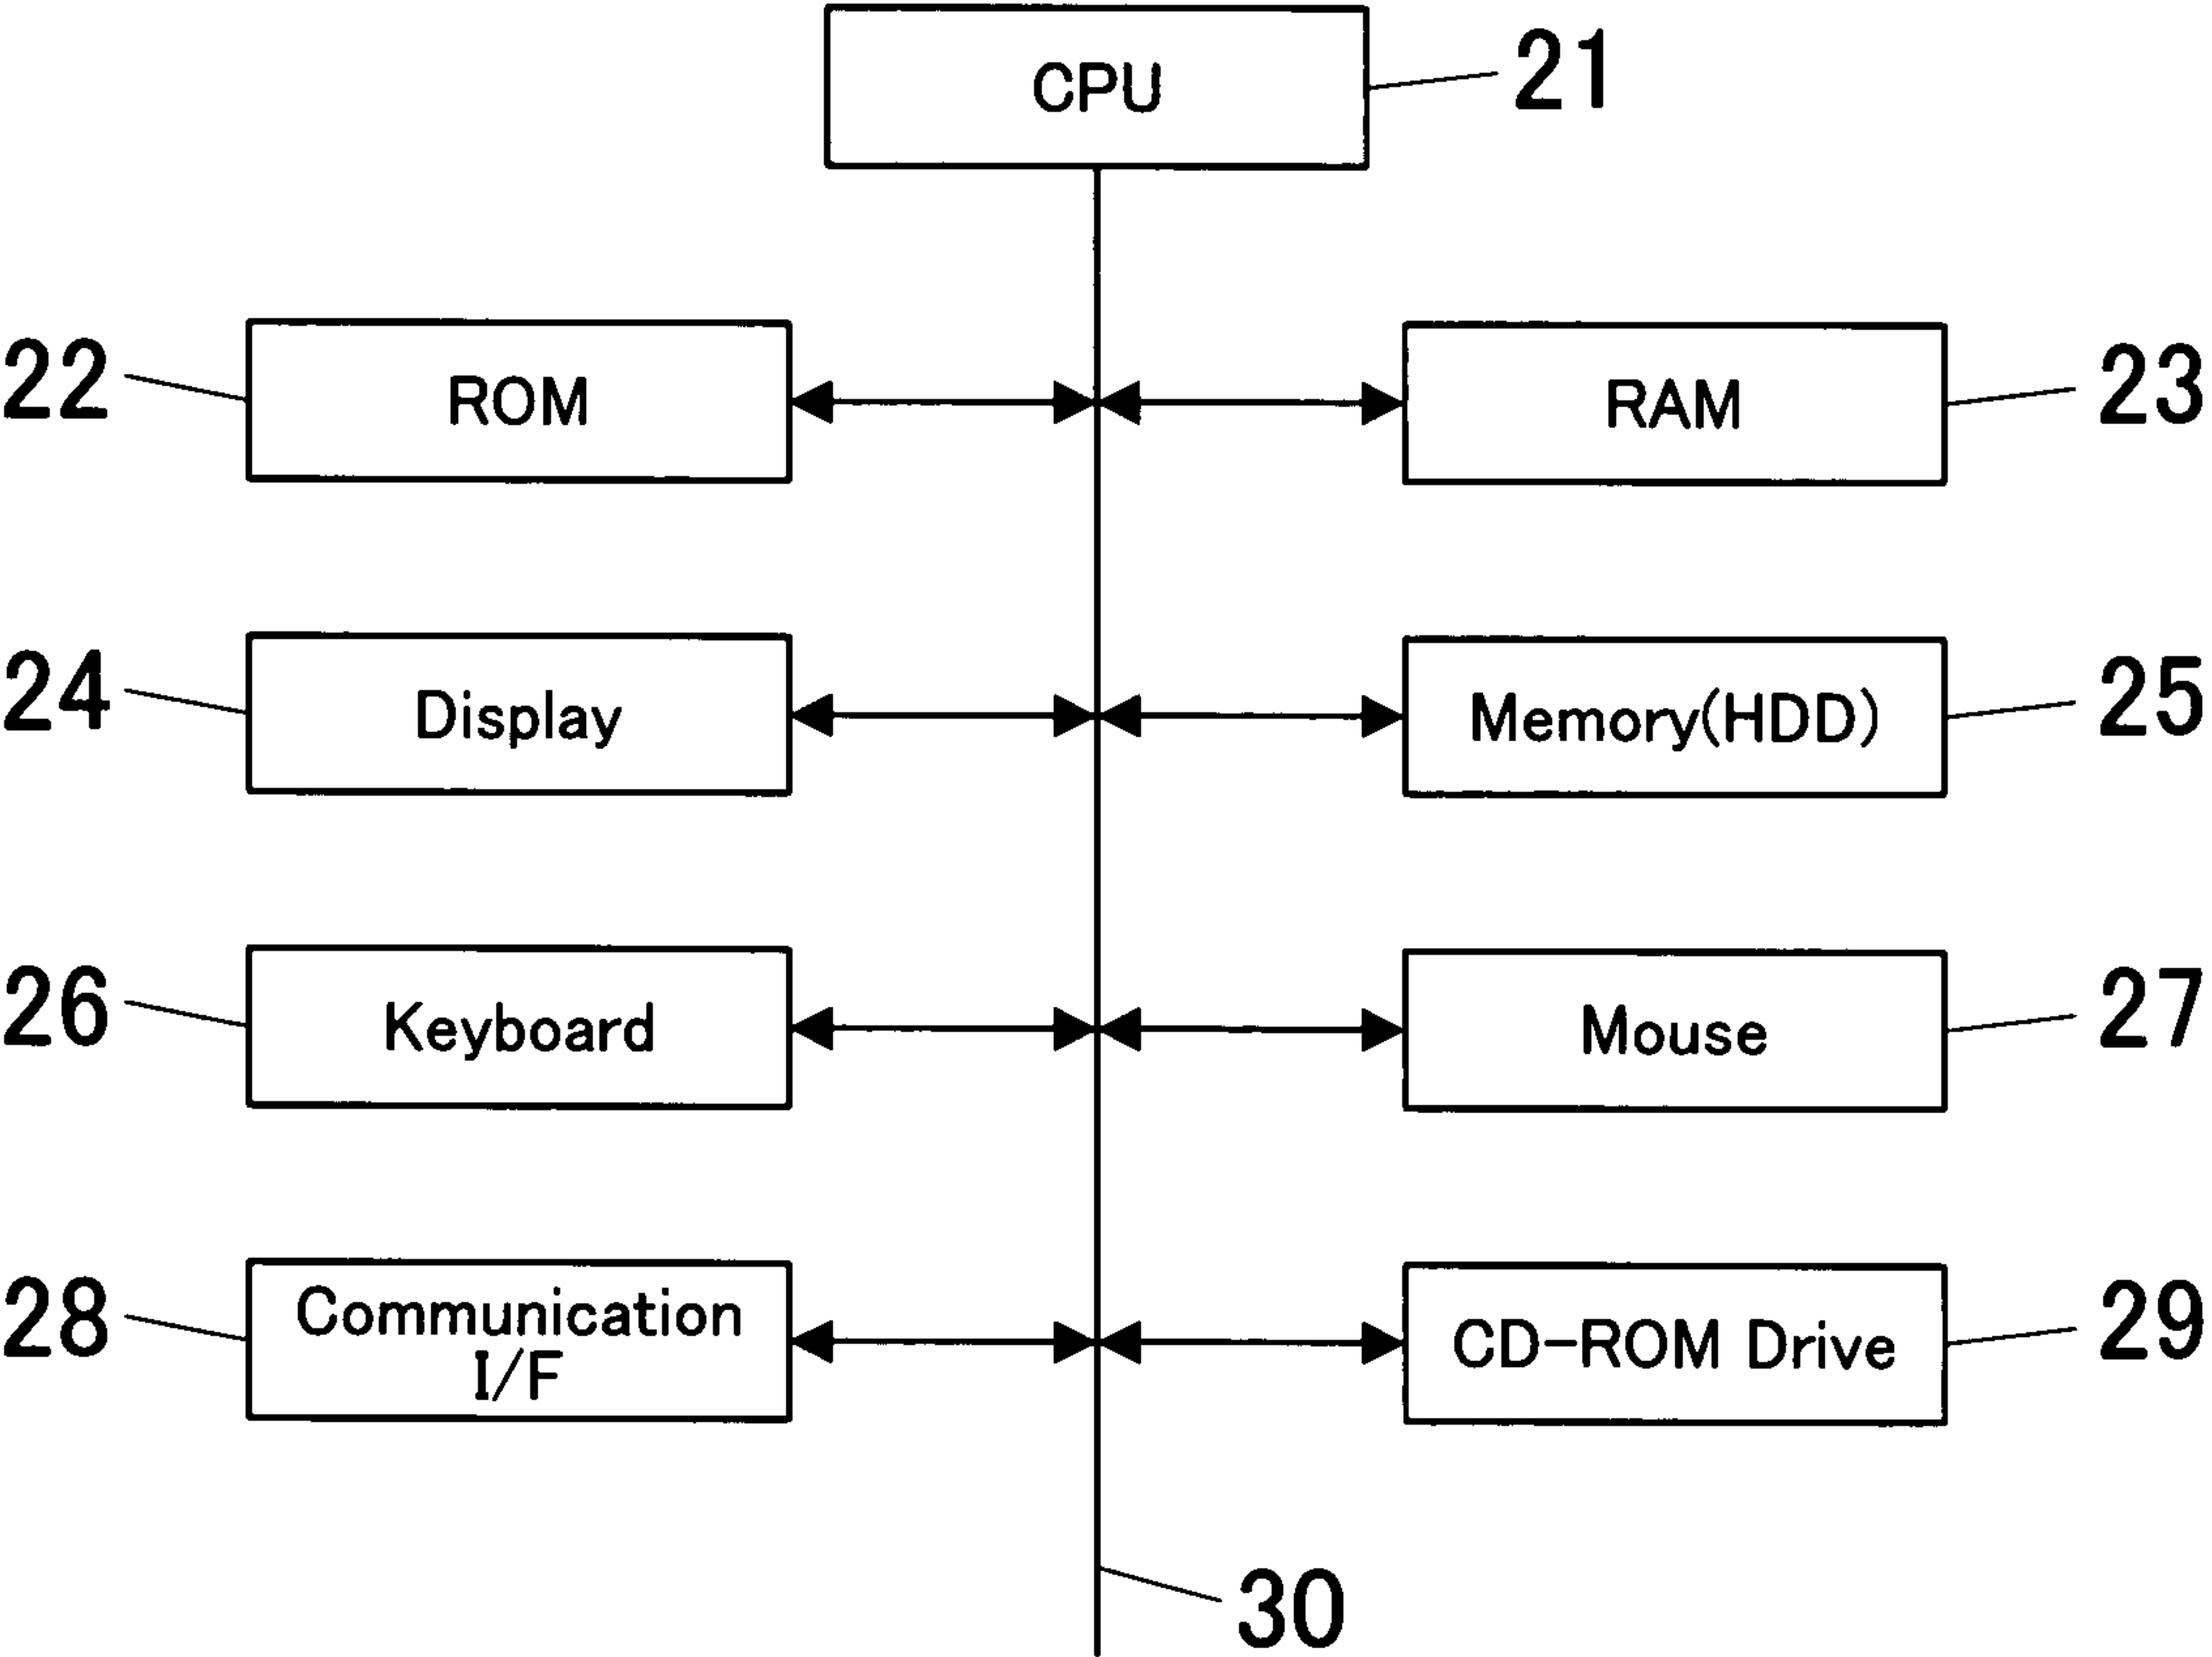 CPU
21
22
ROM
RAM
23
24
Display
Memory(HDD)
25
26
Keyboard
Mouse
27
28
Communication
I/F
CD-ROM Drive
29
30